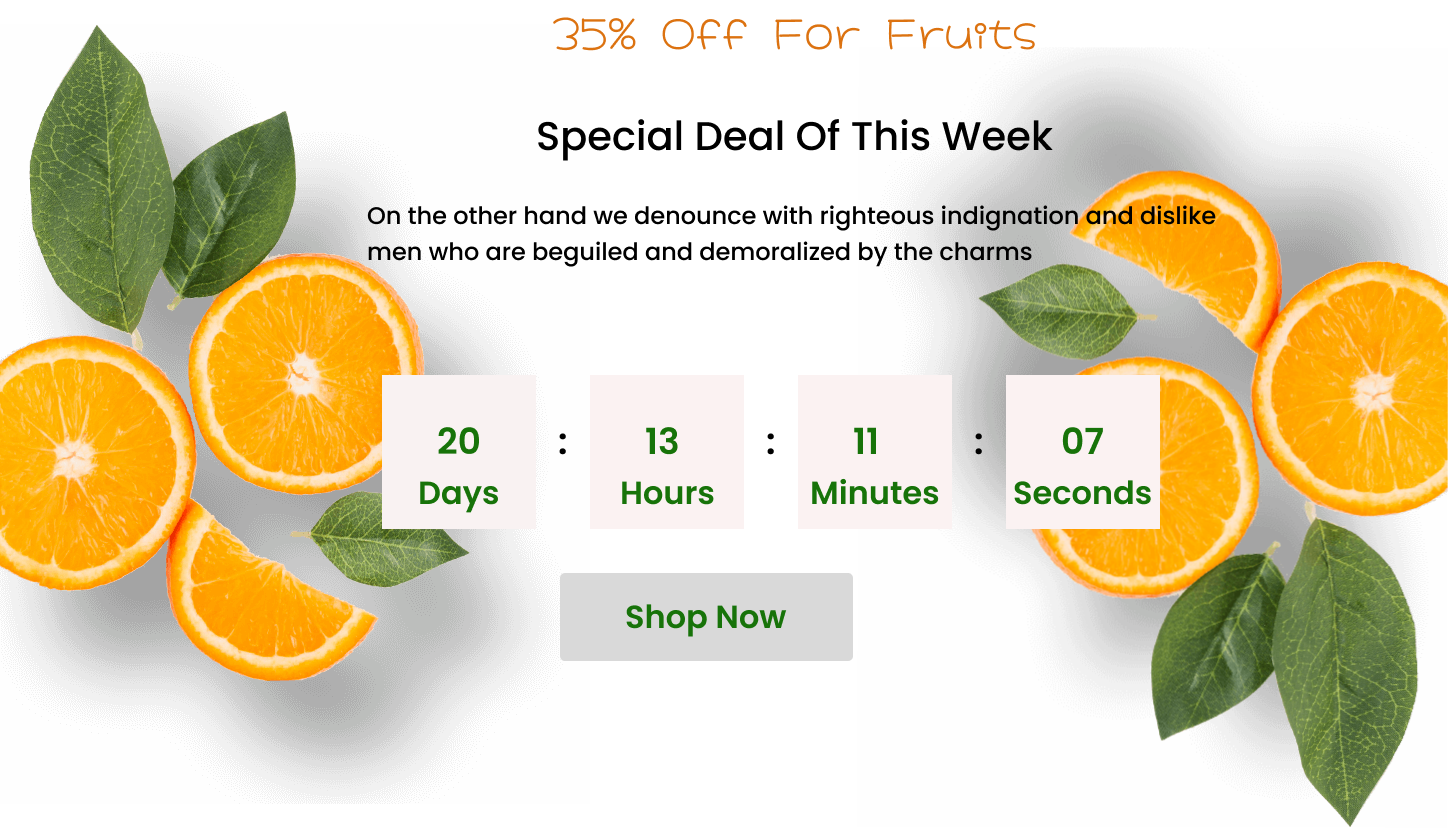 35% Off For Fruits
Special Deal Of This Week
On the other hand we denounce with righteous indignation and dislike
men who are beguiled and demoralized by the charms
20 : 13 : 11 : 07
Days Hours Minutes Seconds
Shop Now